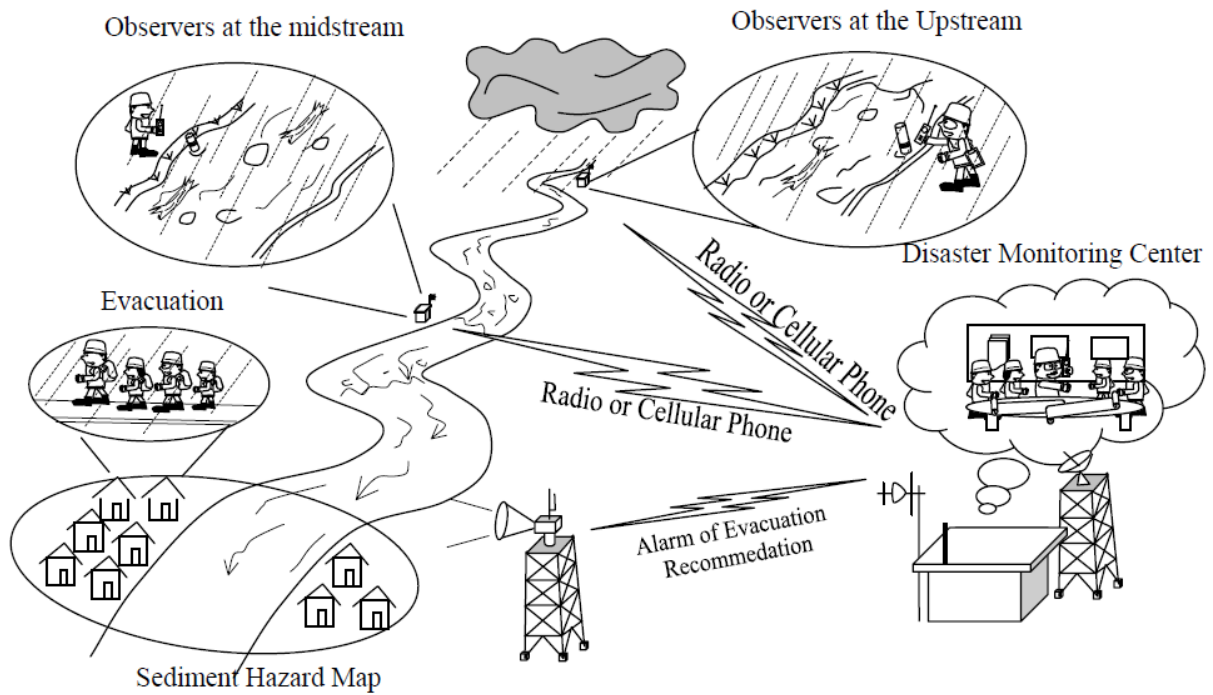 Observers at the midstream
Observers at the Upstream
Disaster Monitoring Center
Evacuation
Radio or Cellular Phone
Radio or Cellular Phone
Alarm of Evacuation
Recommedation
Sediment Hazard Map